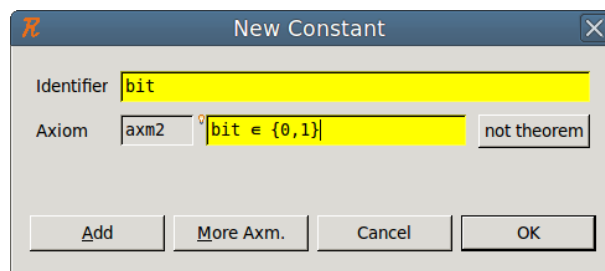 New Constant
Identifier bit
Axiom axm2 bit ∈ {0,1} not theorem
Add More Axm. Cancel OK